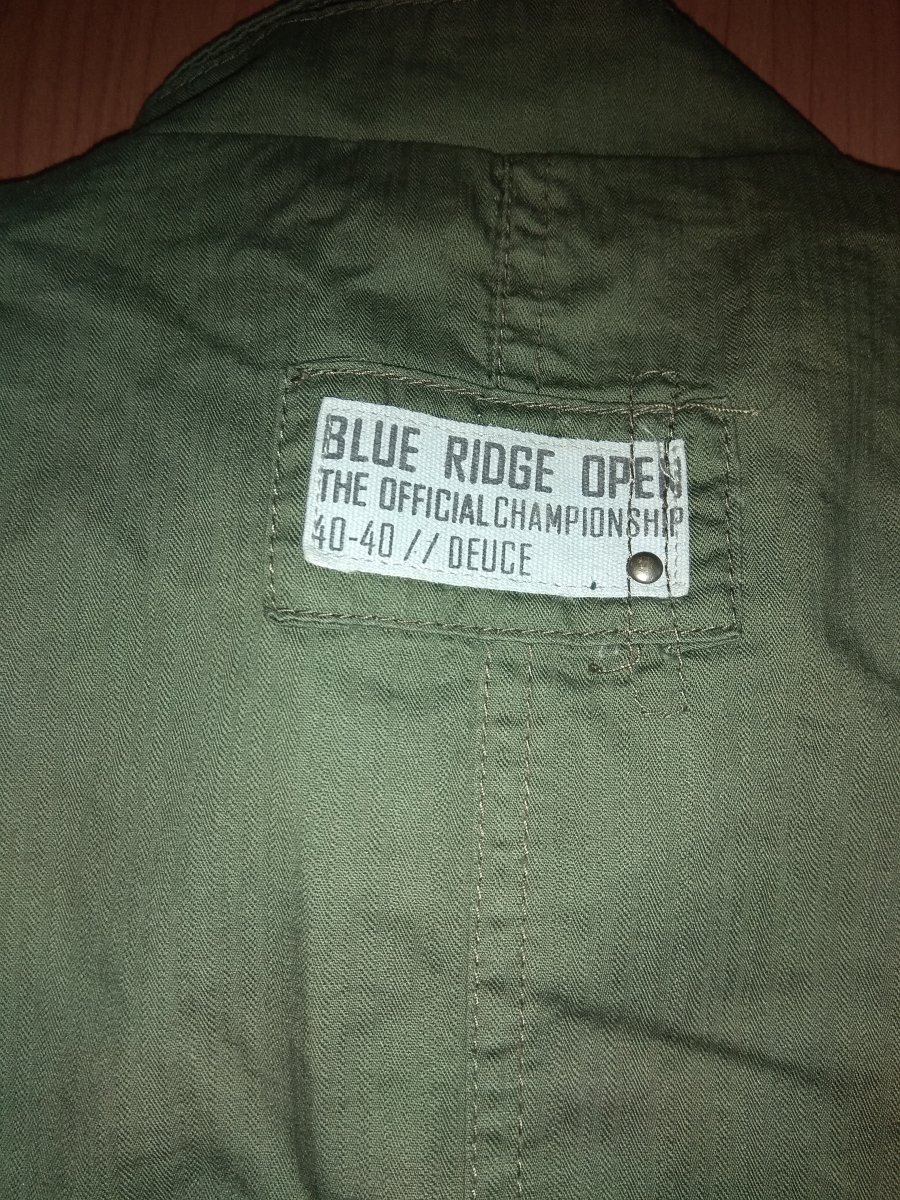 BLUE RIDGE OPEN
THE OFFICIAL CHAMPIONSHIP
40-40 // DEUCE